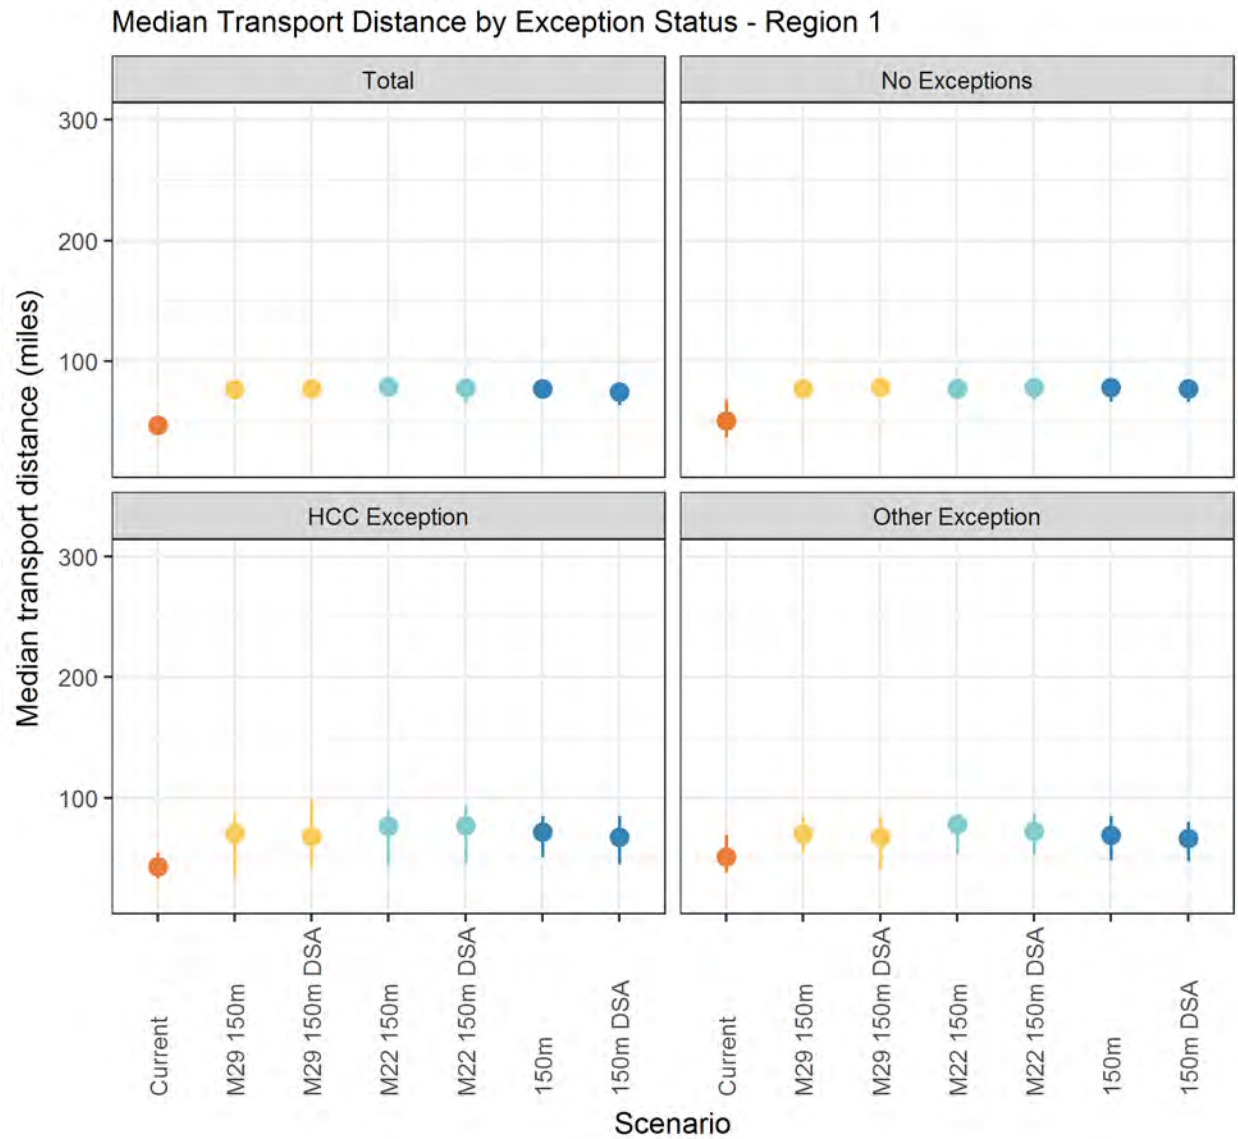 Median Transport Distance by Exception Status - Region 1
Total
No Exceptions
300
200
100
HCC Exception
Other Exception
300
200
100
Median transport distance (miles)
Current
M29 150m
M29 150m DSA
M22 150m
M22 150m DSA
150m
150m DSA
Current
M29 150m
M29 150m DSA
M22 150m
M22 150m DSA
150m
150m DSA
Scenario